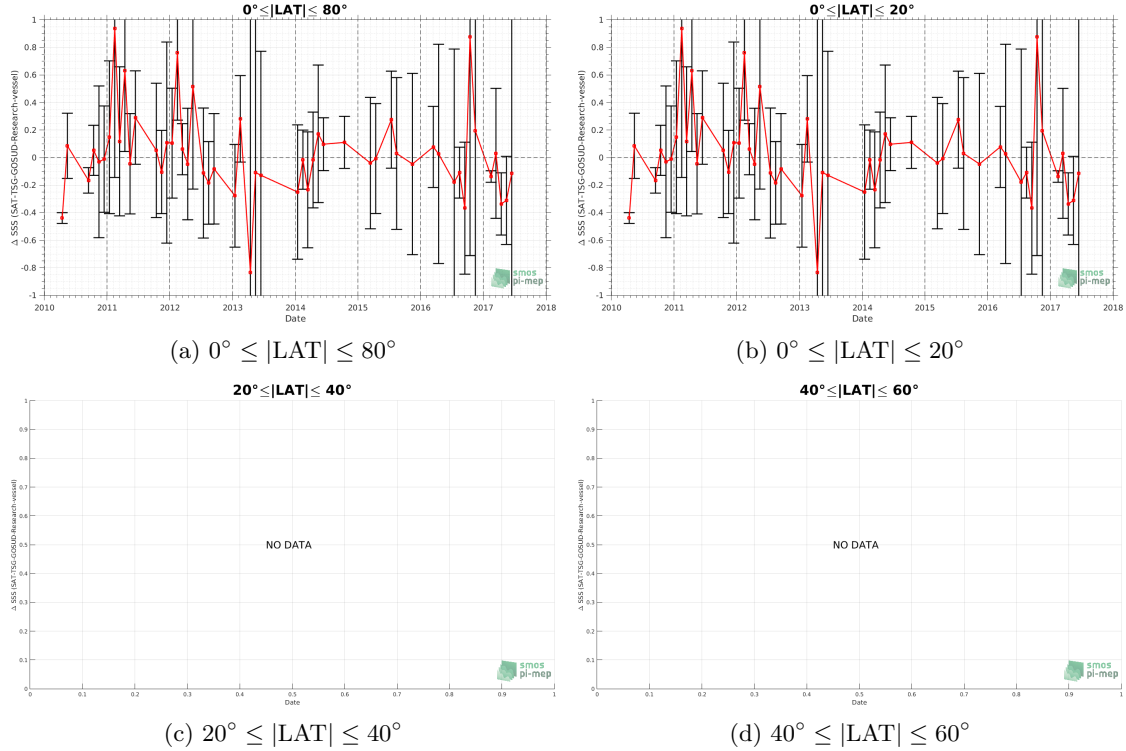 0°≤|LAT|≤ 80°
Δ SSS (SAT-TSG-GOSUD-Research-vessel)
1
0.8
0.6
0.4
0.2
0
-0.2
-0.4
-0.6
-0.8
-1
2010 2011 2012 2013 2014 2015 2016 2017 2018
Date
smos
pi-mep
(a) 0° ≤ |LAT| ≤ 80°
0°≤|LAT|≤ 20°
Δ SSS (SAT-TSG-GOSUD-Research-vessel)
1
0.8
0.6
0.4
0.2
0
-0.2
-0.4
-0.6
-0.8
-1
2010 2011 2012 2013 2014 2015 2016 2017 2018
Date
smos
pi-mep
(b) 0° ≤ |LAT| ≤ 20°
20°≤|LAT|≤ 40°
Δ SSS (SAT-TSG-GOSUD-Research-vessel)
1
0.9
0.8
0.7
0.6
0.5
0.4
0.3
0.2
0.1
0
NO DATA
0 0.1 0.2 0.3 0.4 0.5 0.6 0.7 0.8 0.9 1
Date
smos
pi-mep
(c) 20° ≤ |LAT| ≤ 40°
40°≤|LAT|≤ 60°
Δ SSS (SAT-TSG-GOSUD-Research-vessel)
1
0.9
0.8
0.7
0.6
0.5
0.4
0.3
0.2
0.1
0
NO DATA
0 0.1 0.2 0.3 0.4 0.5 0.6 0.7 0.8 0.9 1
Date
smos
pi-mep
(d) 40° ≤ |LAT| ≤ 60°